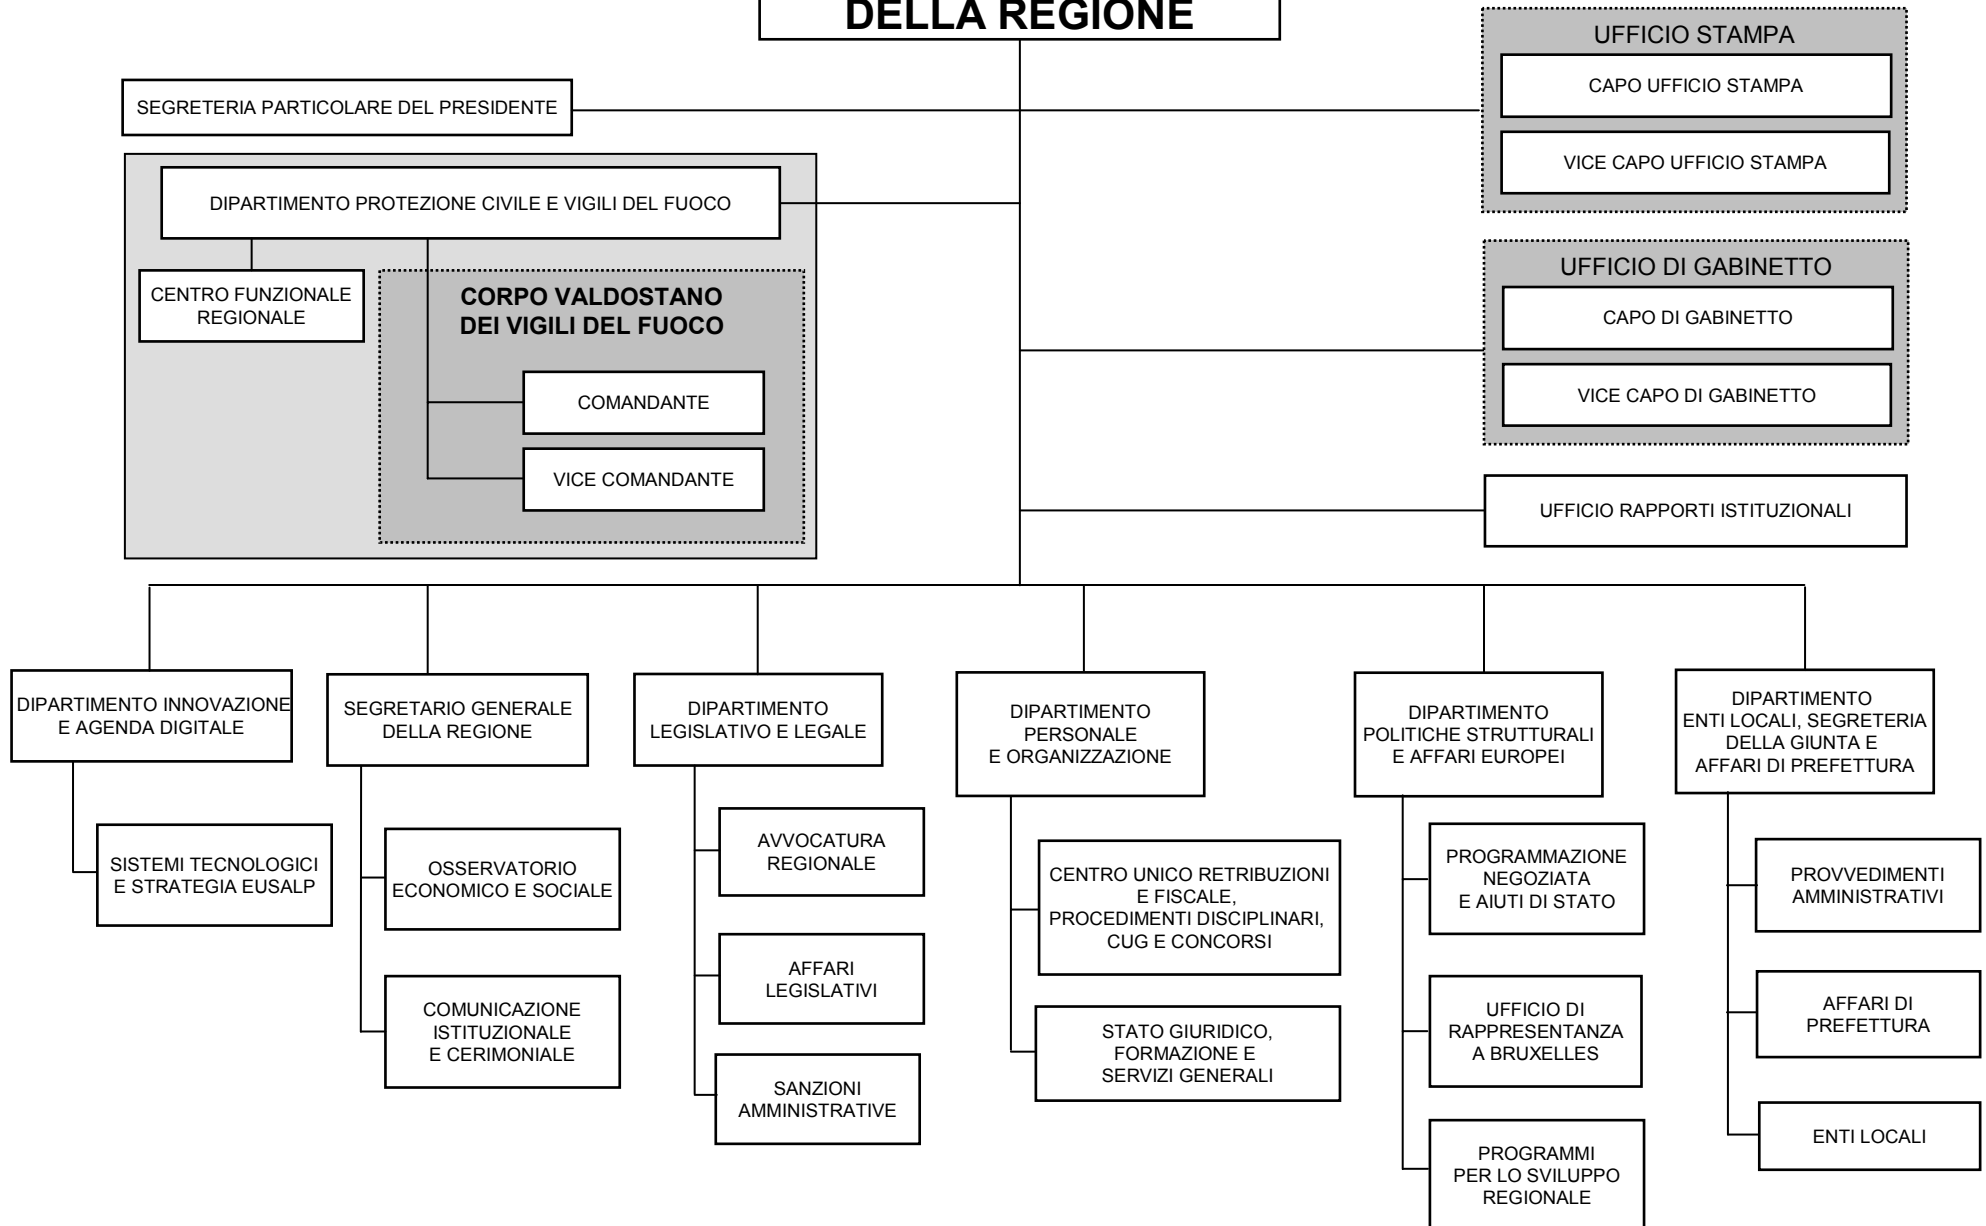 DELLA REGIONE
UFFICIO STAMPA
CAPO UFFICIO STAMPA
VICE CAPO UFFICIO STAMPA
SEGRETERIA PARTICOLARE DEL PRESIDENTE
DIPARTIMENTO PROTEZIONE CIVILE E VIGILI DEL FUOCO
CENTRO FUNZIONALE
REGIONALE
CORPO VALDOSTANO
DEI VIGILI DEL FUOCO
COMANDANTE
VICE COMANDANTE
UFFICIO DI GABINETTO
CAPO DI GABINETTO
VICE CAPO DI GABINETTO
UFFICIO RAPPORTI ISTITUZIONALI
DIPARTIMENTO INNOVAZIONE
E AGENDA DIGITALE
SISTEMI TECNOLOGICI
E STRATEGIA EUSALP
SEGRETARIO GENERALE
DELLA REGIONE
OSSERVATORIO
ECONOMICO E SOCIALE
COMUNICAZIONE
ISTITUZIONALE
E CERIMONIALE
DIPARTIMENTO
LEGISLATIVO E LEGALE
AVVOCATURA
REGIONALE
AFFARI
LEGISLATIVI
SANZIONI
AMMINISTRATIVE
DIPARTIMENTO
PERSONALE
E ORGANIZZAZIONE
CENTRO UNICO RETRIBUZIONI
E FISCALE,
PROCEDIMENTI DISCIPLINARI,
CUG E CONCORSI
STATO GIURIDICO,
FORMAZIONE E
SERVIZI GENERALI
DIPARTIMENTO
POLITICHE STRUTTURALI
E AFFARI EUROPEI
PROGRAMMAZIONE
NEGOZIATA
E AIUTI DI STATO
UFFICIO DI
RAPPRESENTANZA
A BRUXELLES
PROGRAMMI
PER LO SVILUPPO
REGIONALE
DIPARTIMENTO
ENTI LOCALI, SEGRETERIA
DELLA GIUNTA E
AFFARI DI PREFETTURA
PROVVEDIMENTI
AMMINISTRATIVI
AFFARI DI
PREFETTURA
ENTI LOCALI